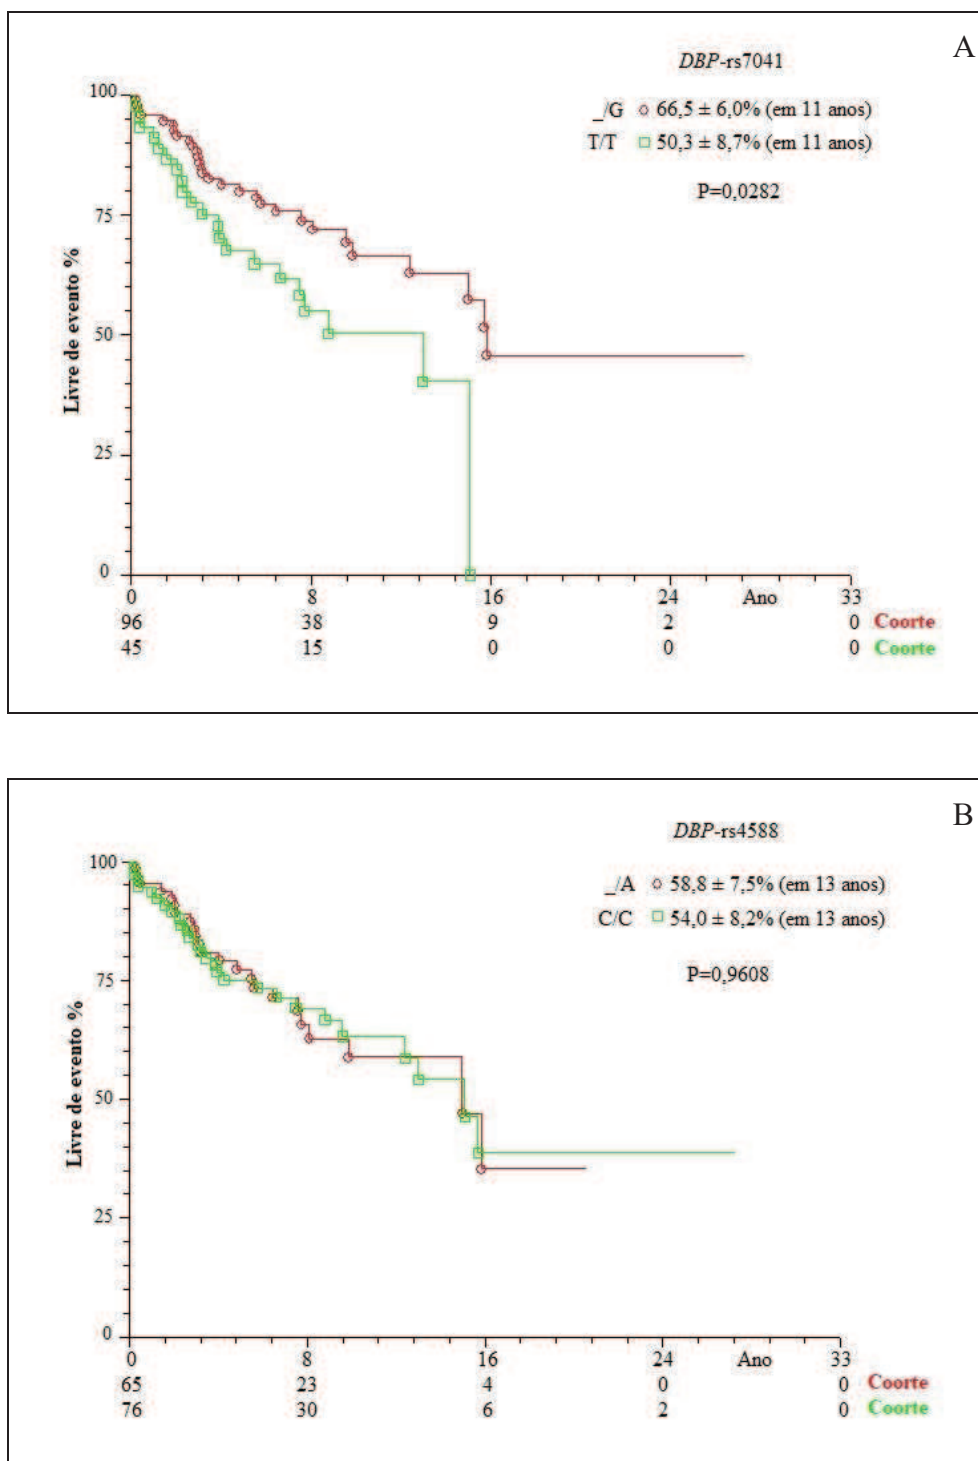 A
DBP-rs7041
_/G 66,5 ± 6,0% (em 11 anos)
T/T 50,3 ± 8,7% (em 11 anos)
P=0,0282
Livre de evento %
100
75
50
25
0
0 8 16 24 Ano 33
96 38 9 2 0 Coorte
45 15 0 0 0 Coorte
B
DBP-rs4588
_/A 58,8 ± 7,5% (em 13 anos)
C/C 54,0 ± 8,2% (em 13 anos)
P=0,9608
Livre de evento %
100
75
50
25
0
0 8 16 24 Ano 33
65 23 4 0 0 Coorte
76 30 6 2 0 Coorte